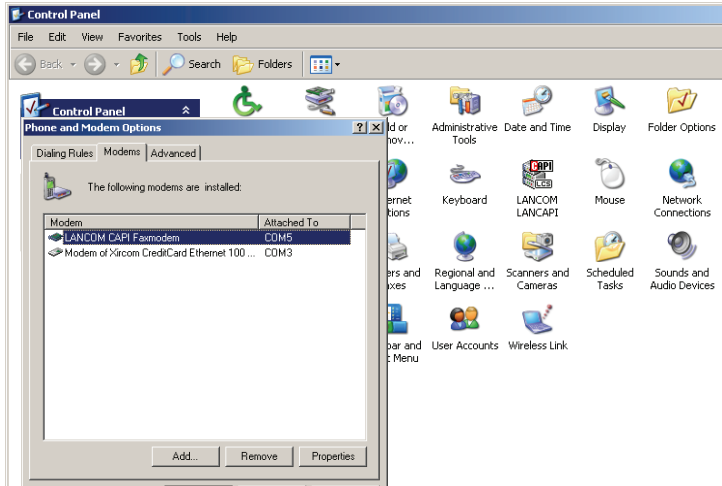 Control Panel
File Edit View Favorites Tools Help
Back Search Folders
Control Panel
Phone and Modem Options
Dialing Rules Modems Advanced
The following modems are installed:
Modem Attached To
LANCOM CAPI Faxmodem COM5
Modem of Xircom CreditCard Ethernet 100 ... COM3
Add... Remove Properties
Administrative Tools
Date and Time
Display
Folder Options
Keyboard
CAPI
LCS
LANCOM LANCAPI
Mouse
Network Connections
Regional and Language ...
Scanners and Cameras
Scheduled Tasks
Sounds and Audio Devices
User Accounts
Wireless Link